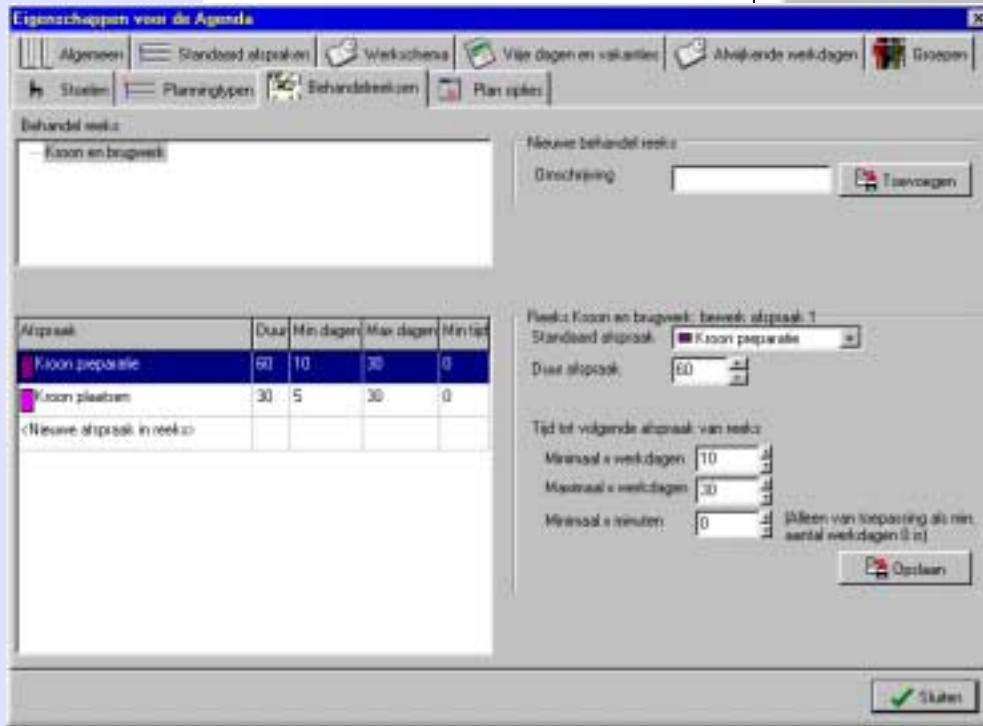 Eigenschappen voor de Agenda
Algemeen Standaard afspraken Werkschema Vrije dagen en vakanties Afwijkende werkdagen Groepen
Stoelen Planningtypen Behandelreeksen Plan opties
Behandel reeks
Kroon en brugwerk
Nieuwe behandel reeks
Omschrijving Toevoegen
Afspraak Duur Min dagen Max dagen Min tijd
Kroon preparatie 60 10 30 0
Kroon plaatsen 30 5 30 0
<Nieuwe afspraak in reeks>
Reeks Kroon en brugwerk: bewerk afspraak 1
Standaard afspraak Kroon preparatie
Duur afspraak 60
Tijd tot volgende afspraak van reeks
Minimaal x werkdagen 10
Maximaal x werkdagen 30
Minimaal x minuten 0 (Alleen van toepassing als min.
aantal werkdagen 0 is)
Opslaan
Sluiten